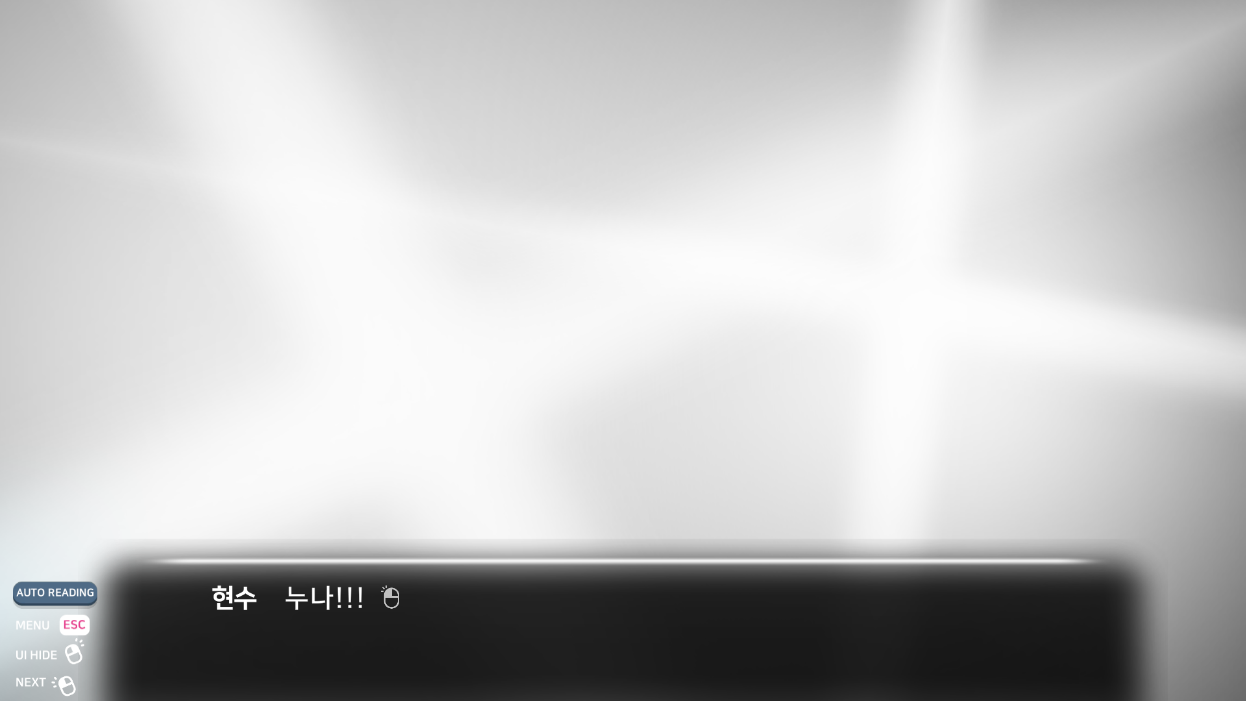 현수 누나!!!
AUTO READING
MENU ESC
UI HIDE
NEXT